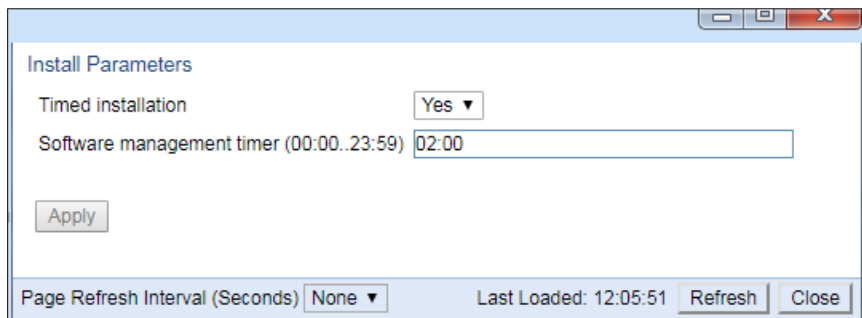 Install Parameters
Timed installation Yes
Software management timer (00:00..23:59) 02:00
Apply
Page Refresh Interval (Seconds) None Last Loaded: 12:05:51 Refresh Close